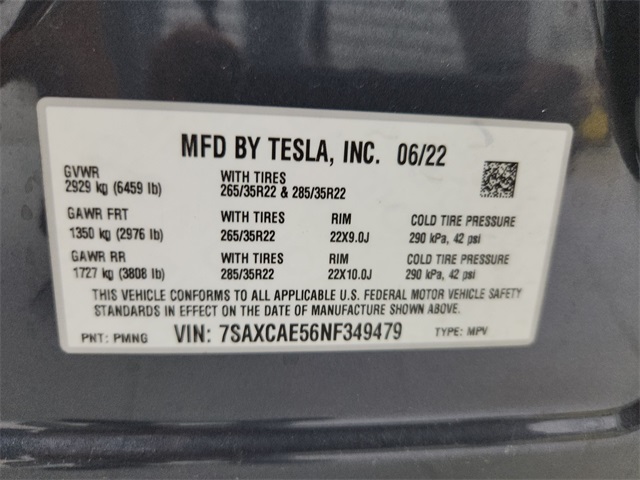 MFD BY TESLA, INC. 06/22
GVWR WITH TIRES
2929 kg (6459 lb) 265/35R22 & 285/35R22
GAWR FRT WITH TIRES RIM COLD TIRE PRESSURE
1350 kg (2976 lb) 265/35R22 22X9.0J 290 kPa, 42 psi
GAWR RR WITH TIRES RIM COLD TIRE PRESSURE
1727 kg (3808 lb) 285/35R22 22X10.0J 290 kPa, 42 psi
THIS VEHICLE CONFORMS TO ALL APPLICABLE U.S. FEDERAL MOTOR VEHICLE SAFETY
STANDARDS IN EFFECT ON THE DATE OF MANUFACTURE SHOWN ABOVE.
PNT: PMNG VIN: 7SAXCAE56NF349479 TYPE: MPV